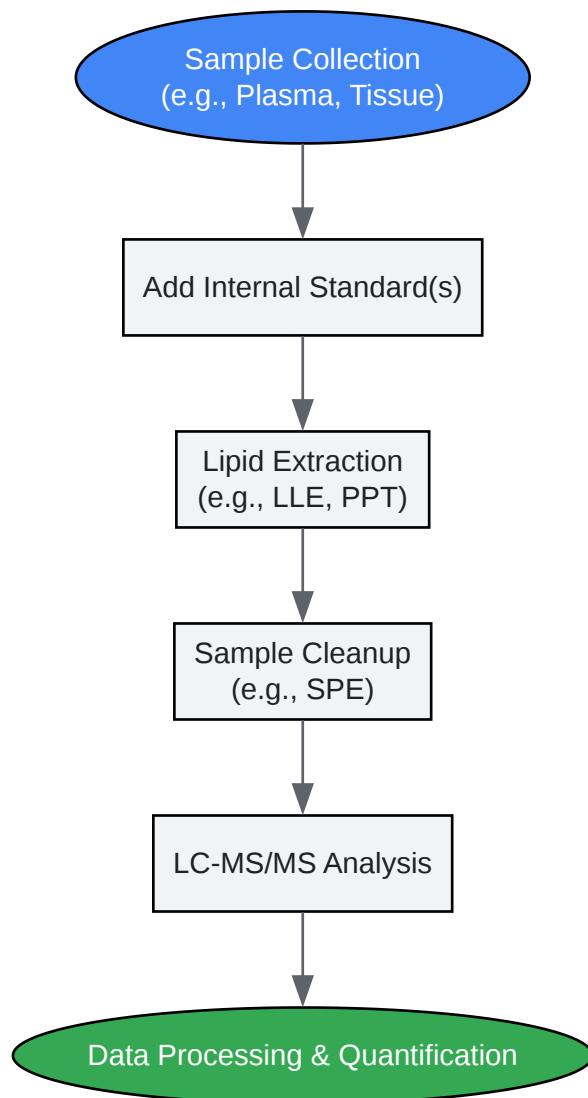 Sample Collection
(e.g., Plasma, Tissue)
Add Internal Standard(s)
Lipid Extraction
(e.g., LLE, PPT)
Sample Cleanup
(e.g., SPE)
LC-MS/MS Analysis
Data Processing & Quantification